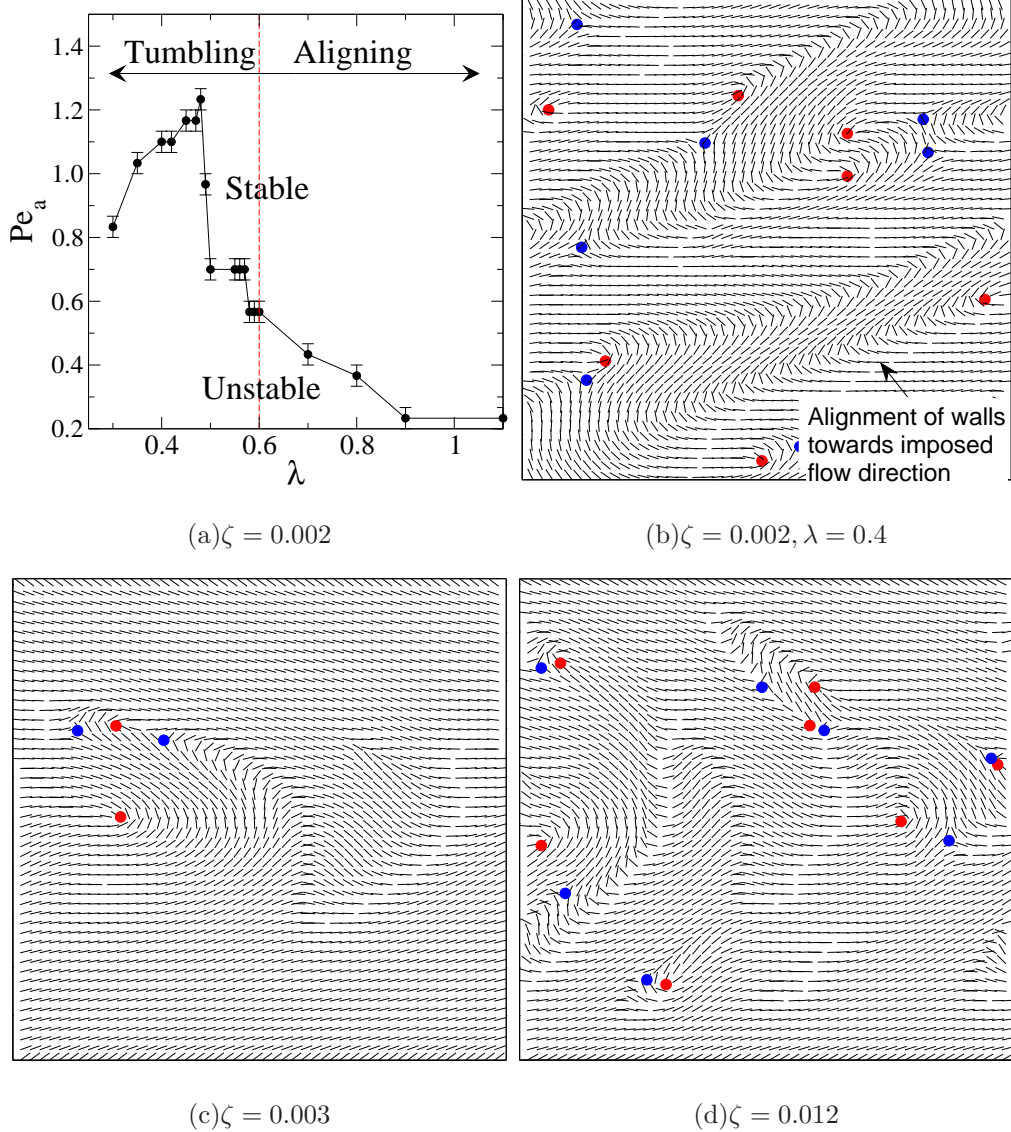 1.4
1.2
1.0
0.8
0.6
0.4
0.2
Pe_a
Tumbling
Aligning
Stable
Unstable
0.4 0.6 0.8 1
λ
Alignment of walls
towards imposed
flow direction
(a)ζ = 0.002
(b)ζ = 0.002, λ = 0.4
(c)ζ = 0.003
(d)ζ = 0.012